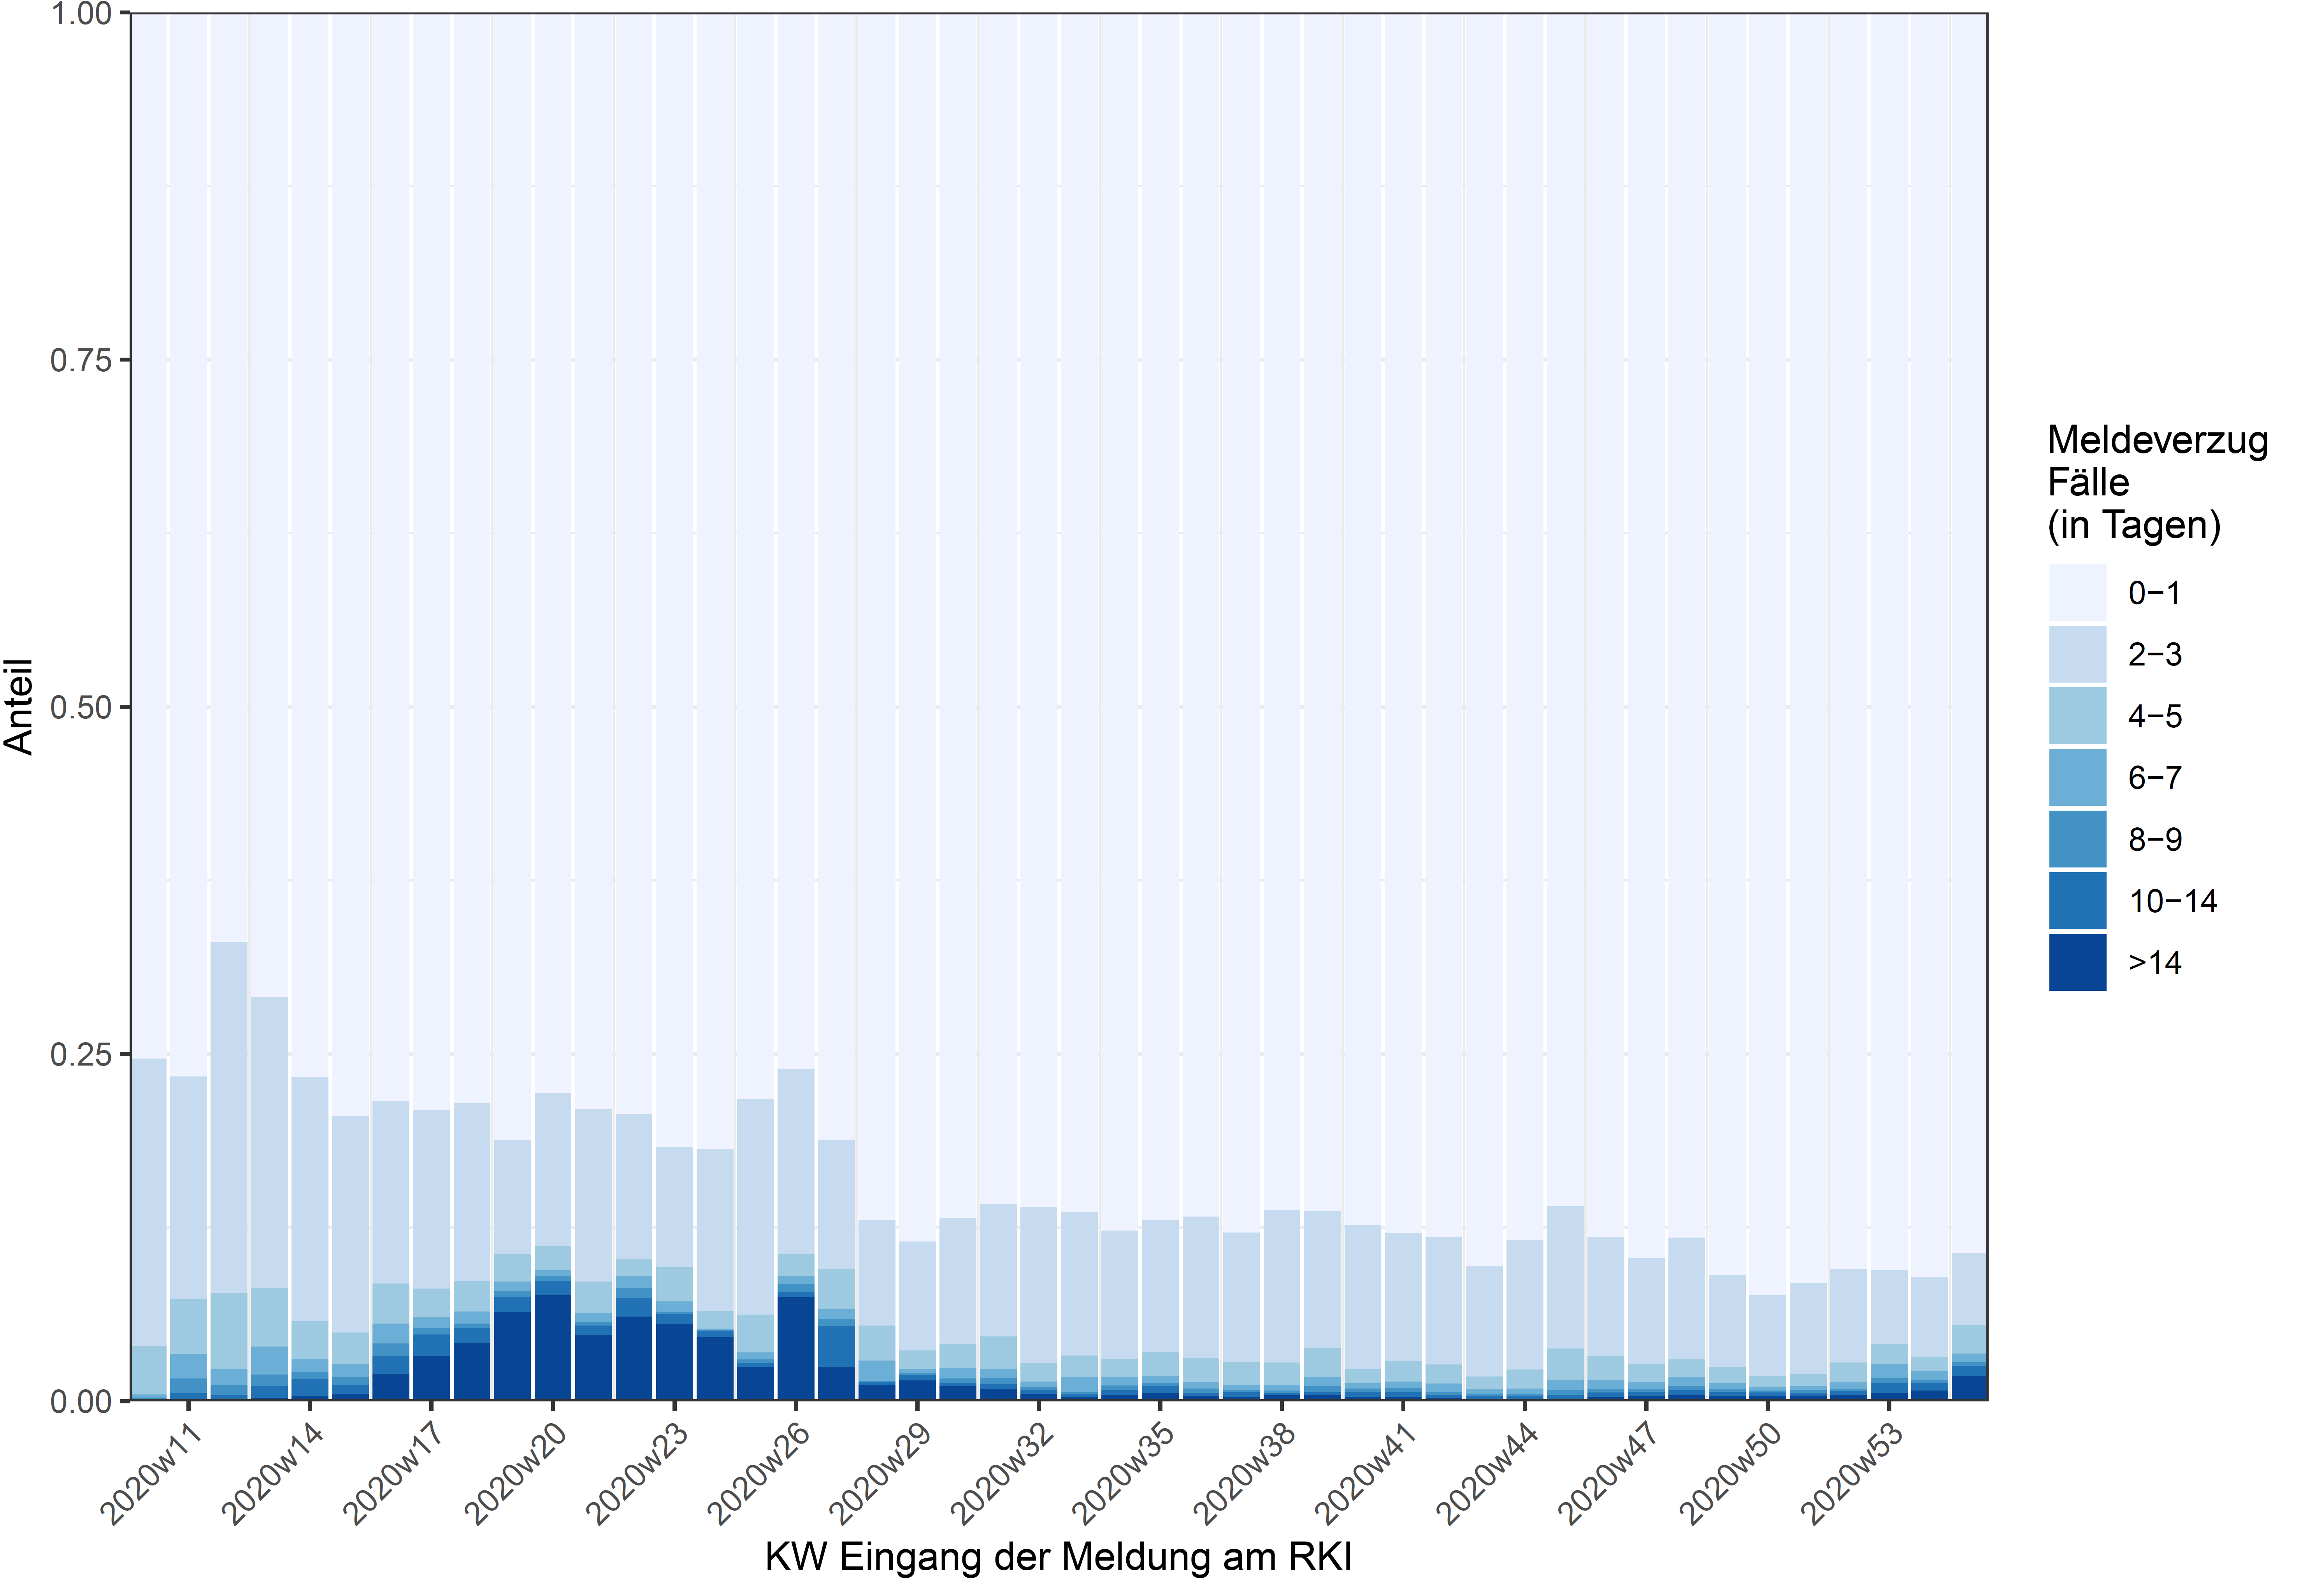 1.00
0.75
0.50
0.25
0.00
Anteil
2020w11
2020w14
2020w17
2020w20
2020w23
2020w26
2020w29
2020w32
2020w35
2020w38
2020w41
2020w44
2020w47
2020w50
2020w53
KW Eingang der Meldung am RKI
Meldeverzug
Fälle
(in Tagen)
0−1
2−3
4−5
6−7
8−9
10−14
>14